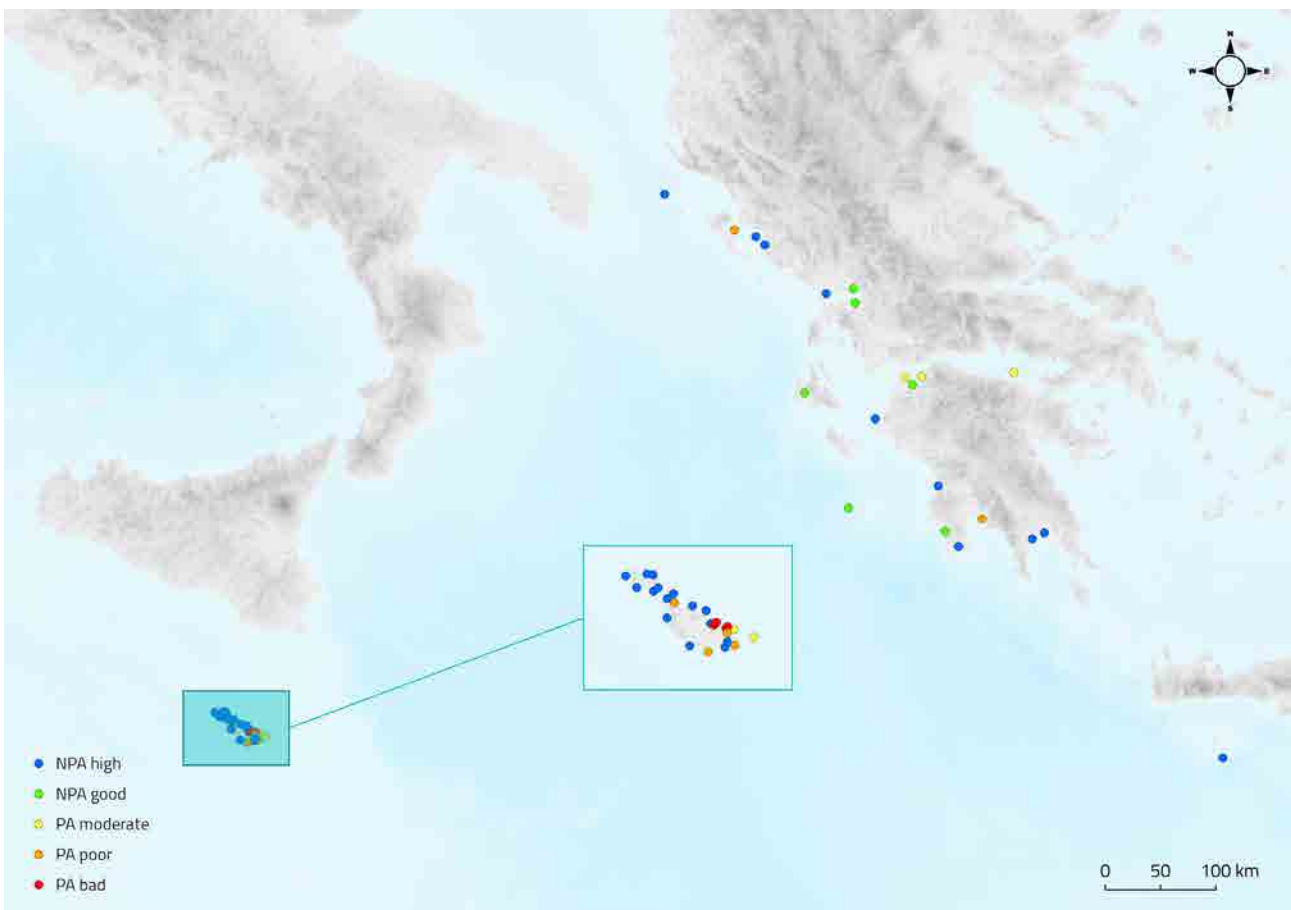 N
W E
S
NPA high
NPA good
PA moderate
PA poor
PA bad
0 50 100 km